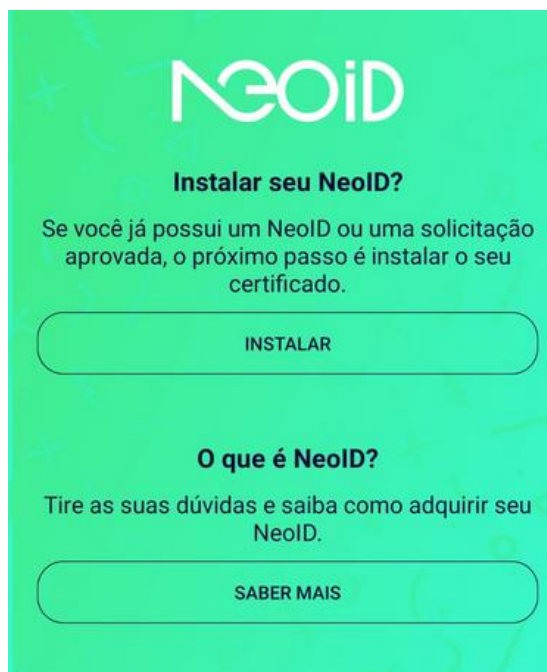 NeoiD
Instalar seu NeoID?
Se você já possui um NeoID ou uma solicitação
aprovada, o próximo passo é instalar o seu
certificado.
INSTALAR
O que é NeoID?
Tire as suas dúvidas e saiba como adquirir seu
NeoID.
SABER MAIS